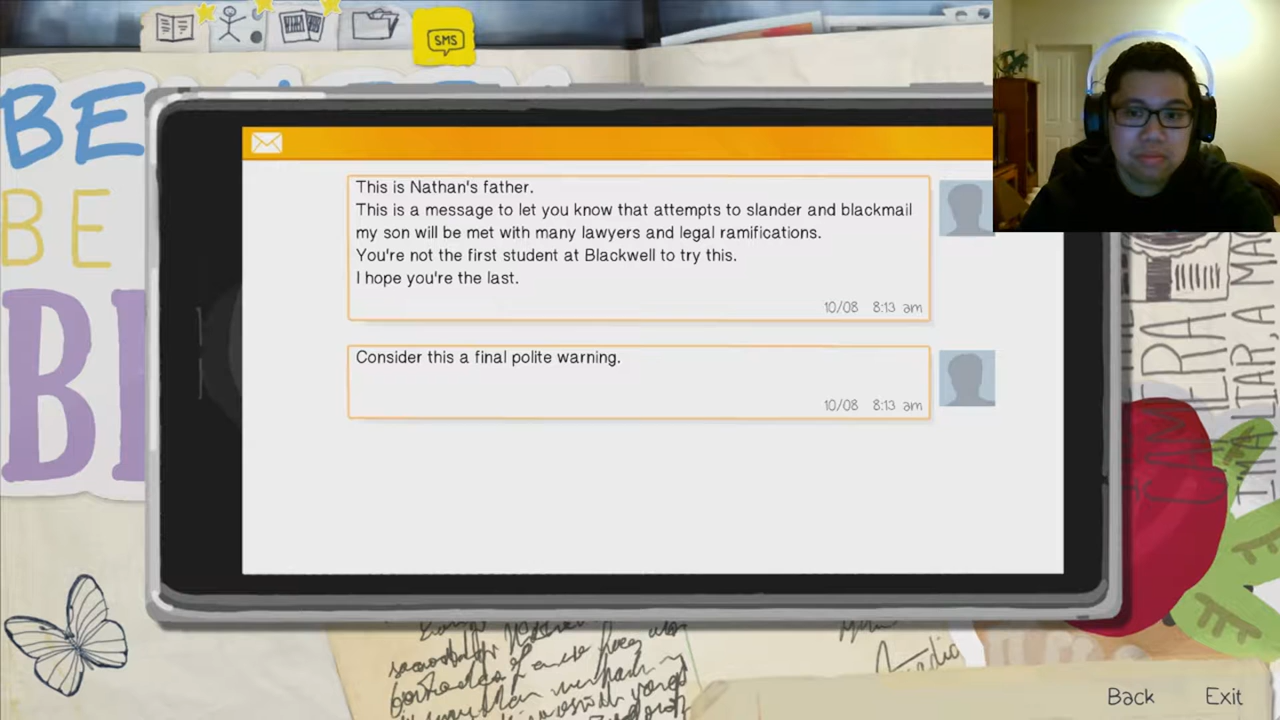 SMS
BE
BE
This is Nathan's father.
This is a message to let you know that attempts to slander and blackmail
my son will be met with many lawyers and legal ramifications.
You're not the first student at Blackwell to try this.
I hope you're the last.
10/08 8:13 am
Consider this a final polite warning.
10/08 8:13 am
CAMERA
I'M A LIAR, A
Back
Exit